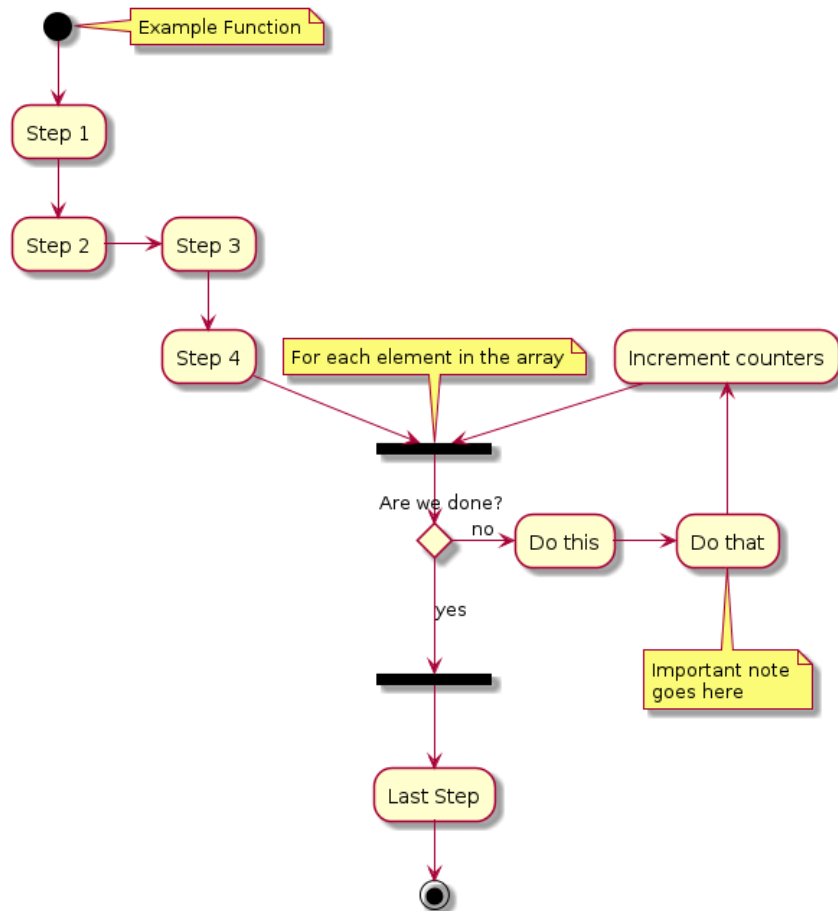 Example Function
Step 1
Step 2
Step 3
Step 4
For each element in the array
Increment counters
Are we done?
no
Do this
Do that
yes
Important note
goes here
Last Step